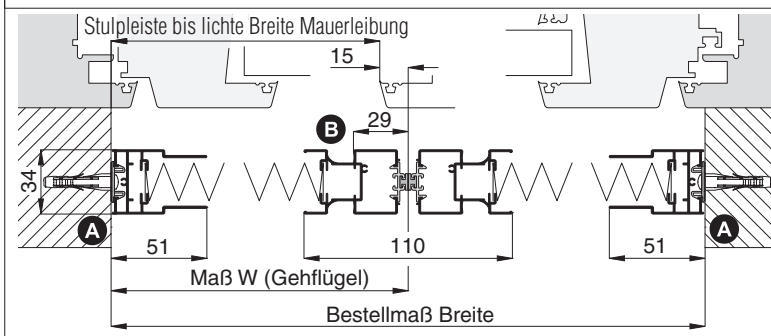 Stulpleiste bis lichte Breite Mauerleibung
15
B
29
34
A
A
51
110
51
Maß W (Gehflügel)
Bestellmaß Breite